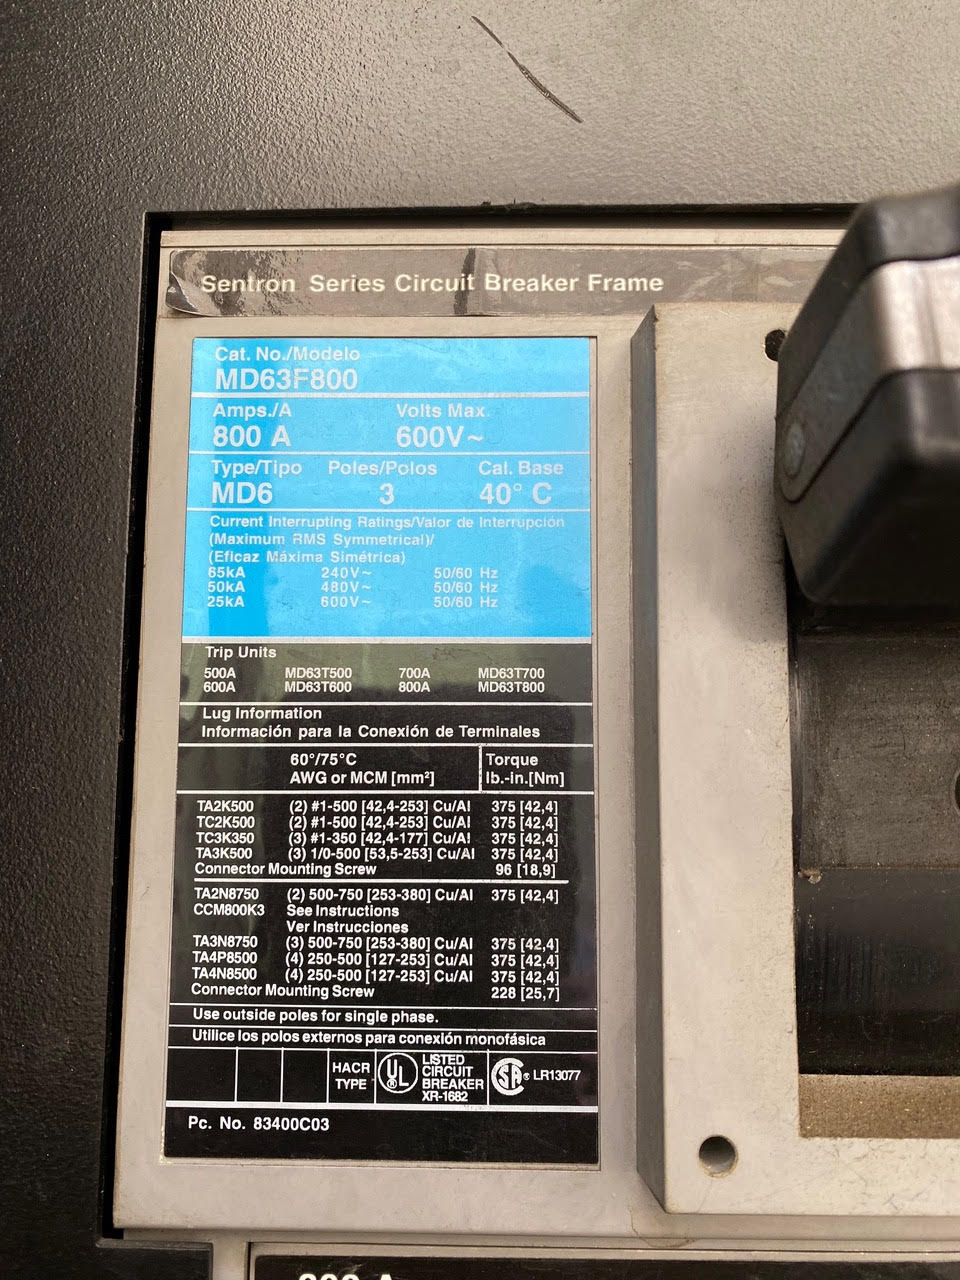 Sentron Series Circuit Breaker Frame
Cat. No./Modelo
MD63F800
Amps./A Volts Max.
800 A 600V~
Type/Tipo Poles/Polos Cal. Base
MD6 3 40° C
Current Interrupting Ratings/Valor de Interrupción
(Maximum RMS Symmetrical)/
(Eficaz Máxima Simétrica)
65kA 240V~ 50/60 Hz
50kA 480V~ 50/60 Hz
25kA 600V~ 50/60 Hz
Trip Units
500A MD63T500 700A MD63T700
600A MD63T600 800A MD63T800
Lug Information
Información para la Conexión de Terminales
60°/75°C Torque
AWG or MCM [mm²] lb.-in.[Nm]
TA2K500 (2) #1-500 [42,4-253] Cu/Al 375 [42,4]
TC2K500 (2) #1-500 [42,4-253] Cu/Al 375 [42,4]
TC3K350 (3) #1-350 [42,4-177] Cu/Al 375 [42,4]
TA3K500 (3) 1/0-500 [53,5-253] Cu/Al 375 [42,4]
Connector Mounting Screw 96 [18,9]
TA2N8750 (2) 500-750 [253-380] Cu/Al 375 [42,4]
CCM800K3 See Instructions
Ver Instrucciones
TA3N8750 (3) 500-750 [253-380] Cu/Al 375 [42,4]
TA4P8500 (4) 250-500 [127-253] Cu/Al 375 [42,4]
TA4N8500 (4) 250-500 [127-253] Cu/Al 375 [42,4]
Connector Mounting Screw 228 [25,7]
Use outside poles for single phase.
Utilice los polos externos para conexión monofásica
HACR TYPE UL ® LISTED CIRCUIT BREAKER XR-1682 SA ® LR13077
Pc. No. 83400C03